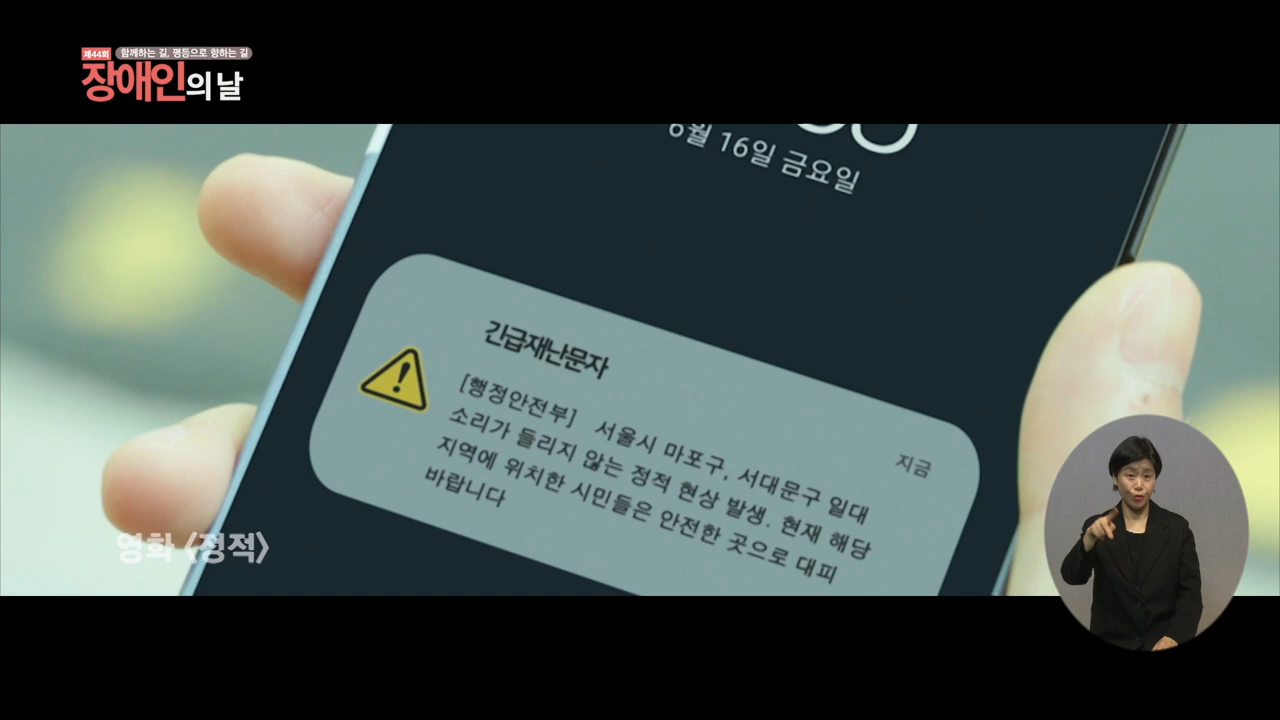 제44회 함께하는 길, 평등으로 향하는 길
장애인의 날
6월 16일 금요일
긴급재난문자
지금
[행정안전부] 서울시 마포구, 서대문구 일대
소리가 들리지 않는 정적 현상 발생. 현재 해당
지역에 위치한 시민들은 안전한 곳으로 대피
바랍니다
영화 <정적>